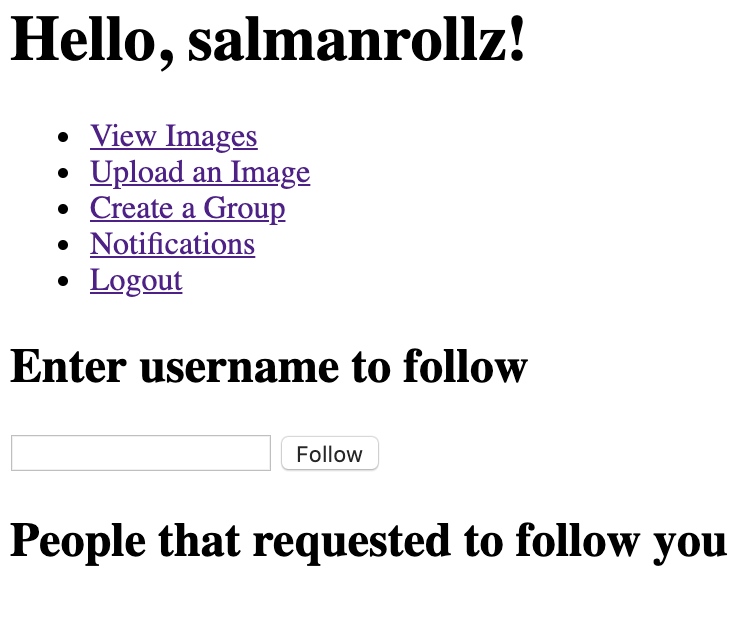 Hello, salmanrollz!
View Images
Upload an Image
Create a Group
Notifications
Logout
Enter username to follow
Follow
People that requested to follow you